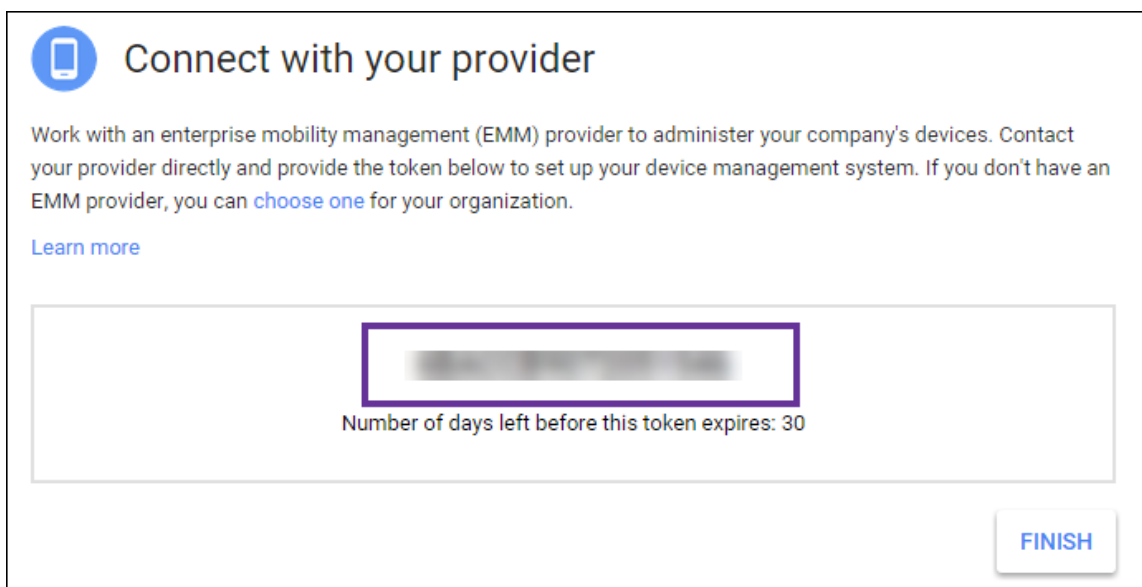 Connect with your provider
Work with an enterprise mobility management (EMM) provider to administer your company's devices. Contact
your provider directly and provide the token below to set up your device management system. If you don't have an
EMM provider, you can choose one for your organization.
Learn more
Number of days left before this token expires: 30
FINISH